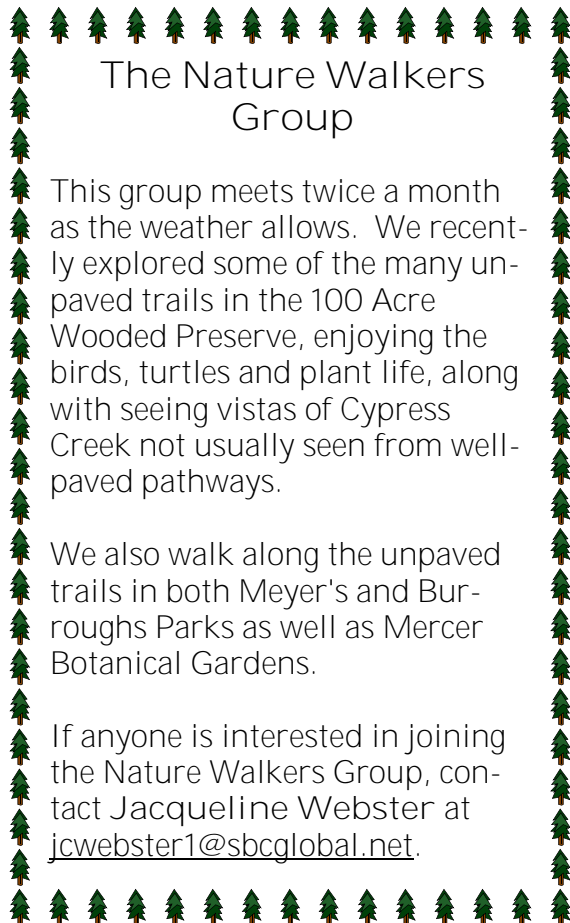 The Nature Walkers
Group
This group meets twice a month
as the weather allows.  We recent-
ly explored some of the many un-
paved trails in the 100 Acre
Wooded Preserve, enjoying the
birds, turtles and plant life, along
with seeing vistas of Cypress
Creek not usually seen from well-
paved pathways.
We also walk along the unpaved
trails in both Meyer's and Bur-
roughs Parks as well as Mercer
Botanical Gardens.
If anyone is interested in joining
the Nature Walkers Group, con-
tact Jacqueline Webster at
jcwebster1@sbcglobal.net.